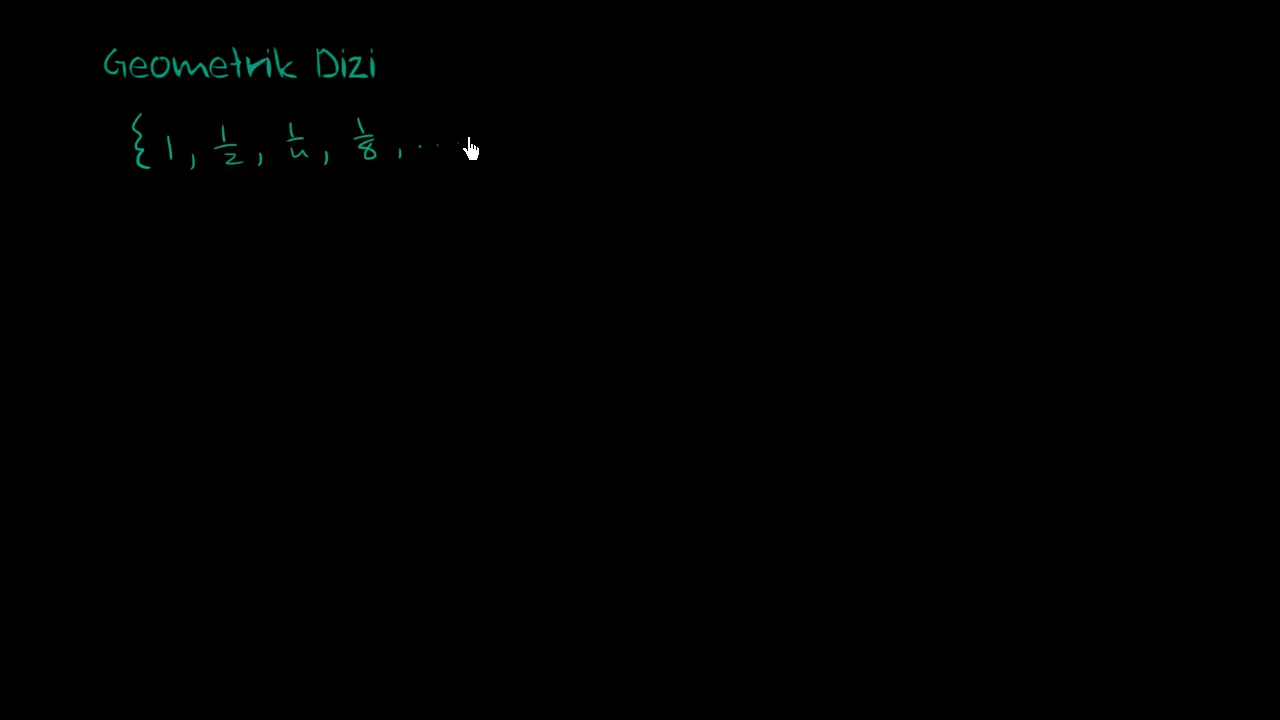 Geometrik Dizi
{1, 1/2, 1/4, 1/8, ...